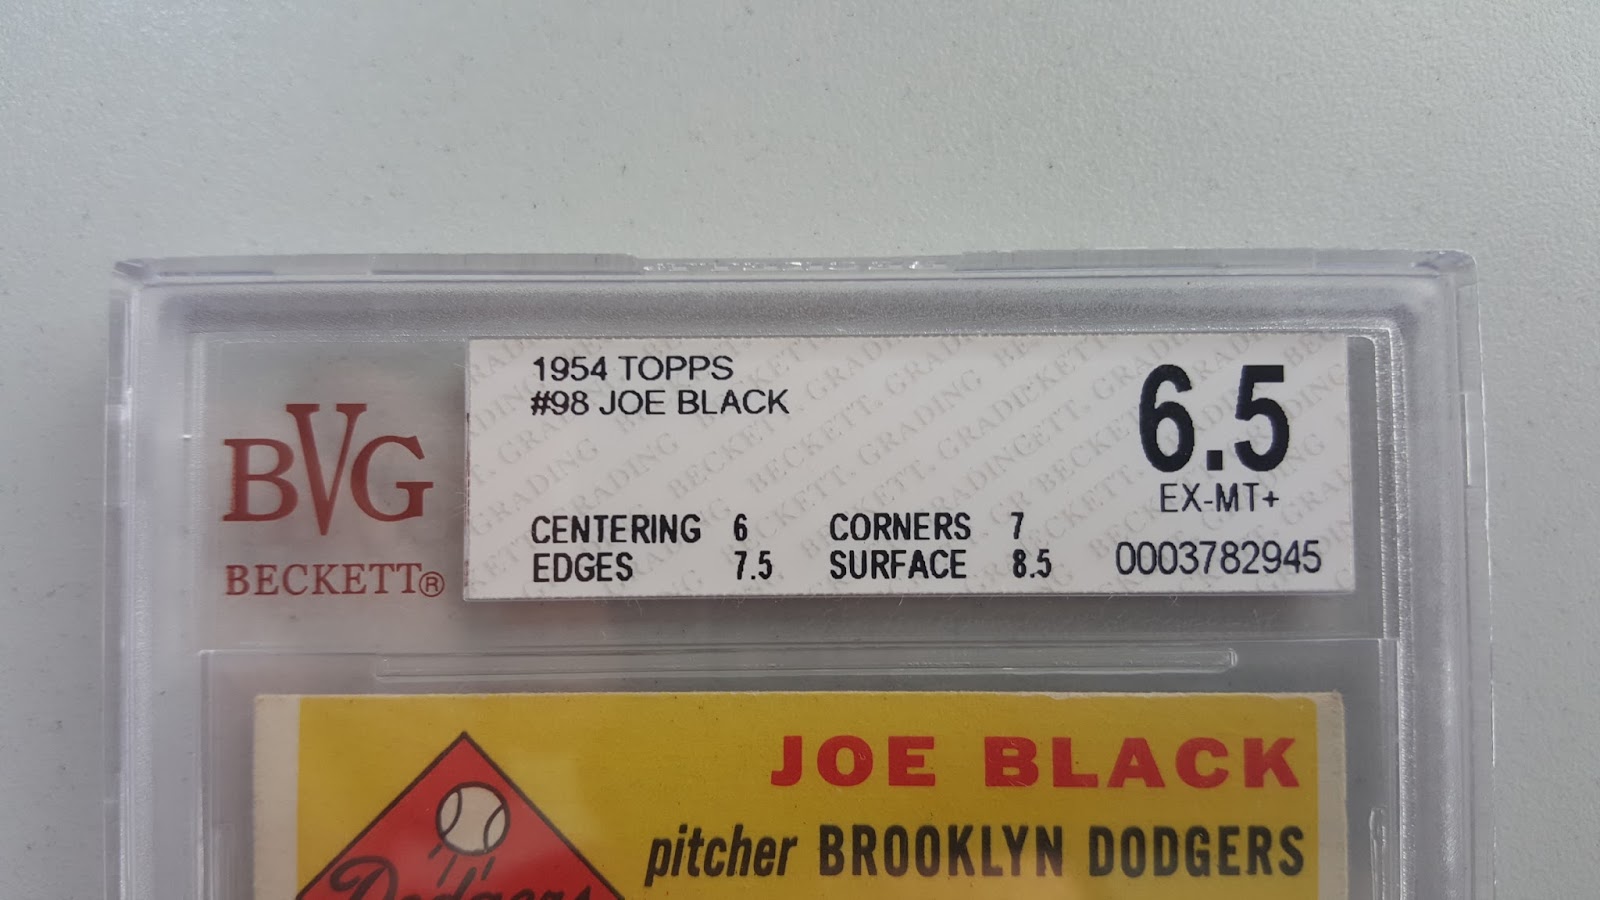 1954 TOPPS
#98 JOE BLACK
6.5
EX-MT+
BVG
BECKETT®
CENTERING 6 CORNERS 7
EDGES 7.5 SURFACE 8.5
0003782945
JOE BLACK
pitcher BROOKLYN DODGERS
Dodgers